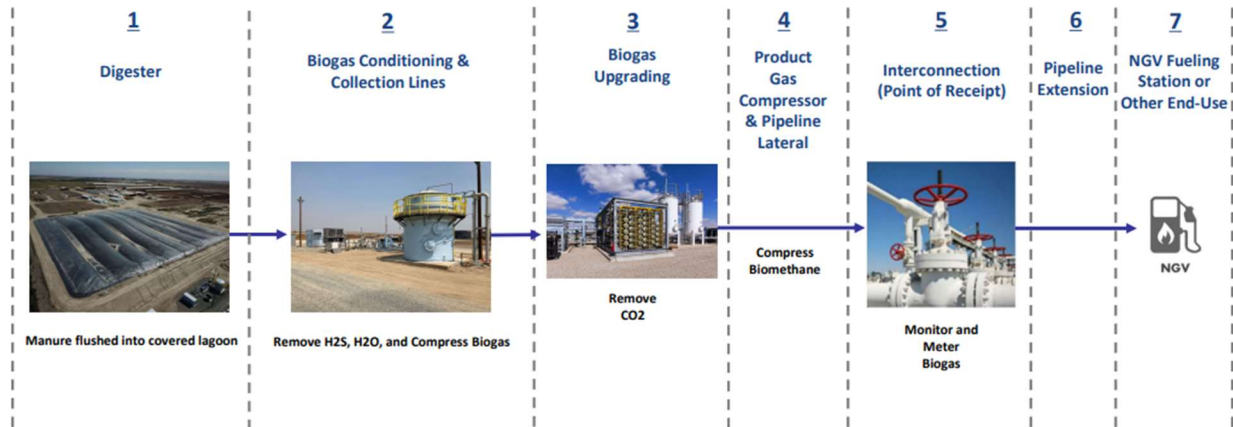 1
Digester
Manure flushed into covered lagoon
2
Biogas Conditioning &
Collection Lines
Remove H2S, H2O, and Compress Biogas
3
Biogas
Upgrading
Remove
CO2
4
Product
Gas
Compressor
& Pipeline
Lateral
Compress
Biomethane
5
Interconnection
(Point of Receipt)
Monitor and
Meter
Biogas
6
Pipeline
Extension
7
NGV Fueling
Station or
Other End-Use
NGV